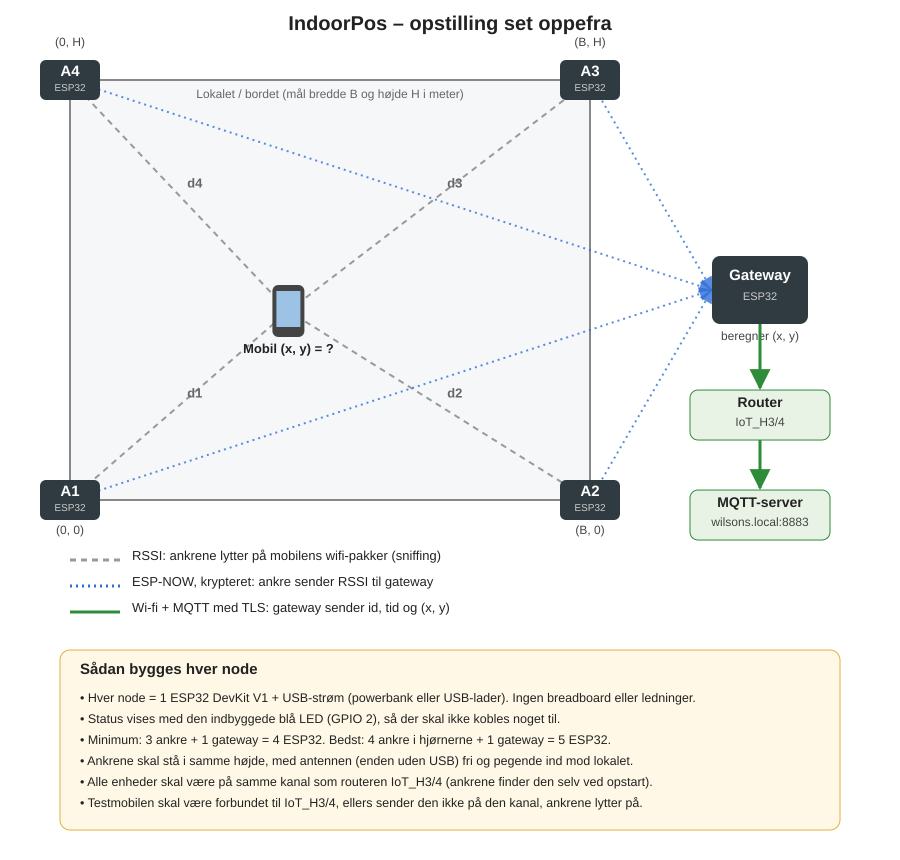 IndoorPos – opstilling set oppefra
(0, H)
(B, H)
A4
ESP32
A3
ESP32
Lokalet / bordet (mål bredde B og højde H i meter)
d4
d3
Gateway
ESP32
beregner (x, y)
Mobil (x, y) = ?
d1
d2
Router
IoT_H3/4
A1
ESP32
A2
ESP32
MQTT-server
wilsons.local:8883
(0, 0)
(B, 0)
RSSI: ankrene lytter på mobilens wifi-pakker (sniffing)
ESP-NOW, krypteret: ankre sender RSSI til gateway
Wi-fi + MQTT med TLS: gateway sender id, tid og (x, y)
Sådan bygges hver node
• Hver node = 1 ESP32 DevKit V1 + USB-strøm (powerbank eller USB-lader). Ingen breadboard eller ledninger.
• Status vises med den indbyggede blå LED (GPIO 2), så der skal ikke kobles noget til.
• Minimum: 3 ankre + 1 gateway = 4 ESP32. Bedst: 4 ankre i hjørnerne + 1 gateway = 5 ESP32.
• Ankrene skal stå i samme højde, med antennen (enden uden USB) fri og pegende ind mod lokalet.
• Alle enheder skal være på samme kanal som routeren IoT_H3/4 (ankrene finder den selv ved opstart).
• Testmobilen skal være forbundet til IoT_H3/4, ellers sender den ikke på den kanal, ankrene lytter på.